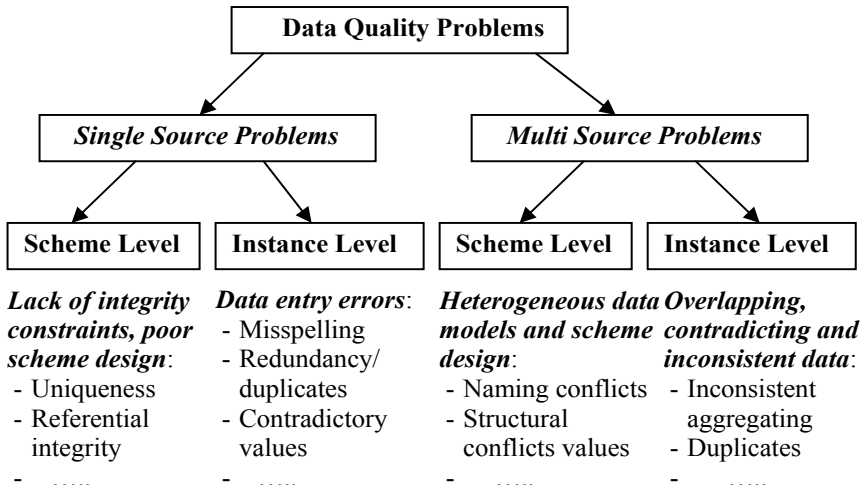 Data Quality Problems
Single Source Problems
Multi Source Problems
Scheme Level
Instance Level
Scheme Level
Instance Level
Lack of integrity
constraints, poor
scheme design:
- Uniqueness
- Referential
integrity
- .....
Data entry errors:
- Misspelling
- Redundancy/
duplicates
- Contradictory
values
- .....
Heterogeneous data
models and scheme
design:
- Naming conflicts
- Structural
conflicts values
- .....
Overlapping,
contradicting and
inconsistent data:
- Inconsistent
aggregating
- Duplicates
- .......